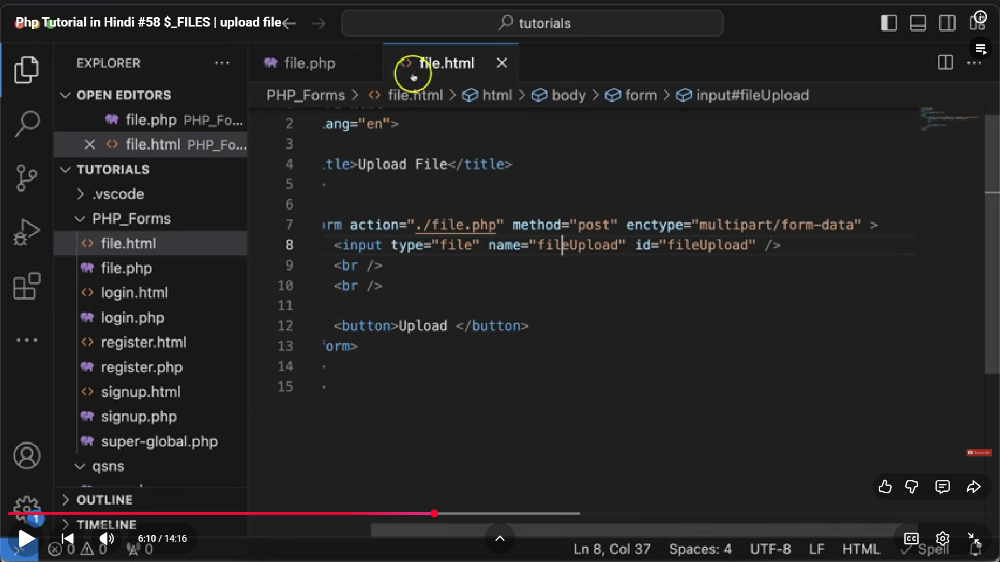 Php Tutorial in Hindi #58 $_FILES | upload file
tutorials
EXPLORER
file.php
file.html
OPEN EDITORS
PHP_Forms > file.html > html > body > form > input#fileUpload
file.php PHP_Fo...
file.html PHP_Fo...
TUTORIALS
.vscode
PHP_Forms
file.html
file.php
login.html
login.php
register.html
register.php
signup.html
signup.php
super-global.php
qsns
OUTLINE
TIMELINE
2 ang="en">
3
4 tle>Upload File</title>
5
6
7 orm action="./file.php" method="post" enctype="multipart/form-data" >
8 <input type="file" name="fileUpload" id="fileUpload" />
9 <br />
10 <br />
11
12 <button>Upload </button>
13 orm>
14
15
Subscribe
1
6:10 / 14:16
CC
0 0 0
Ln 8, Col 37 Spaces: 4 UTF-8 LF HTML Spell